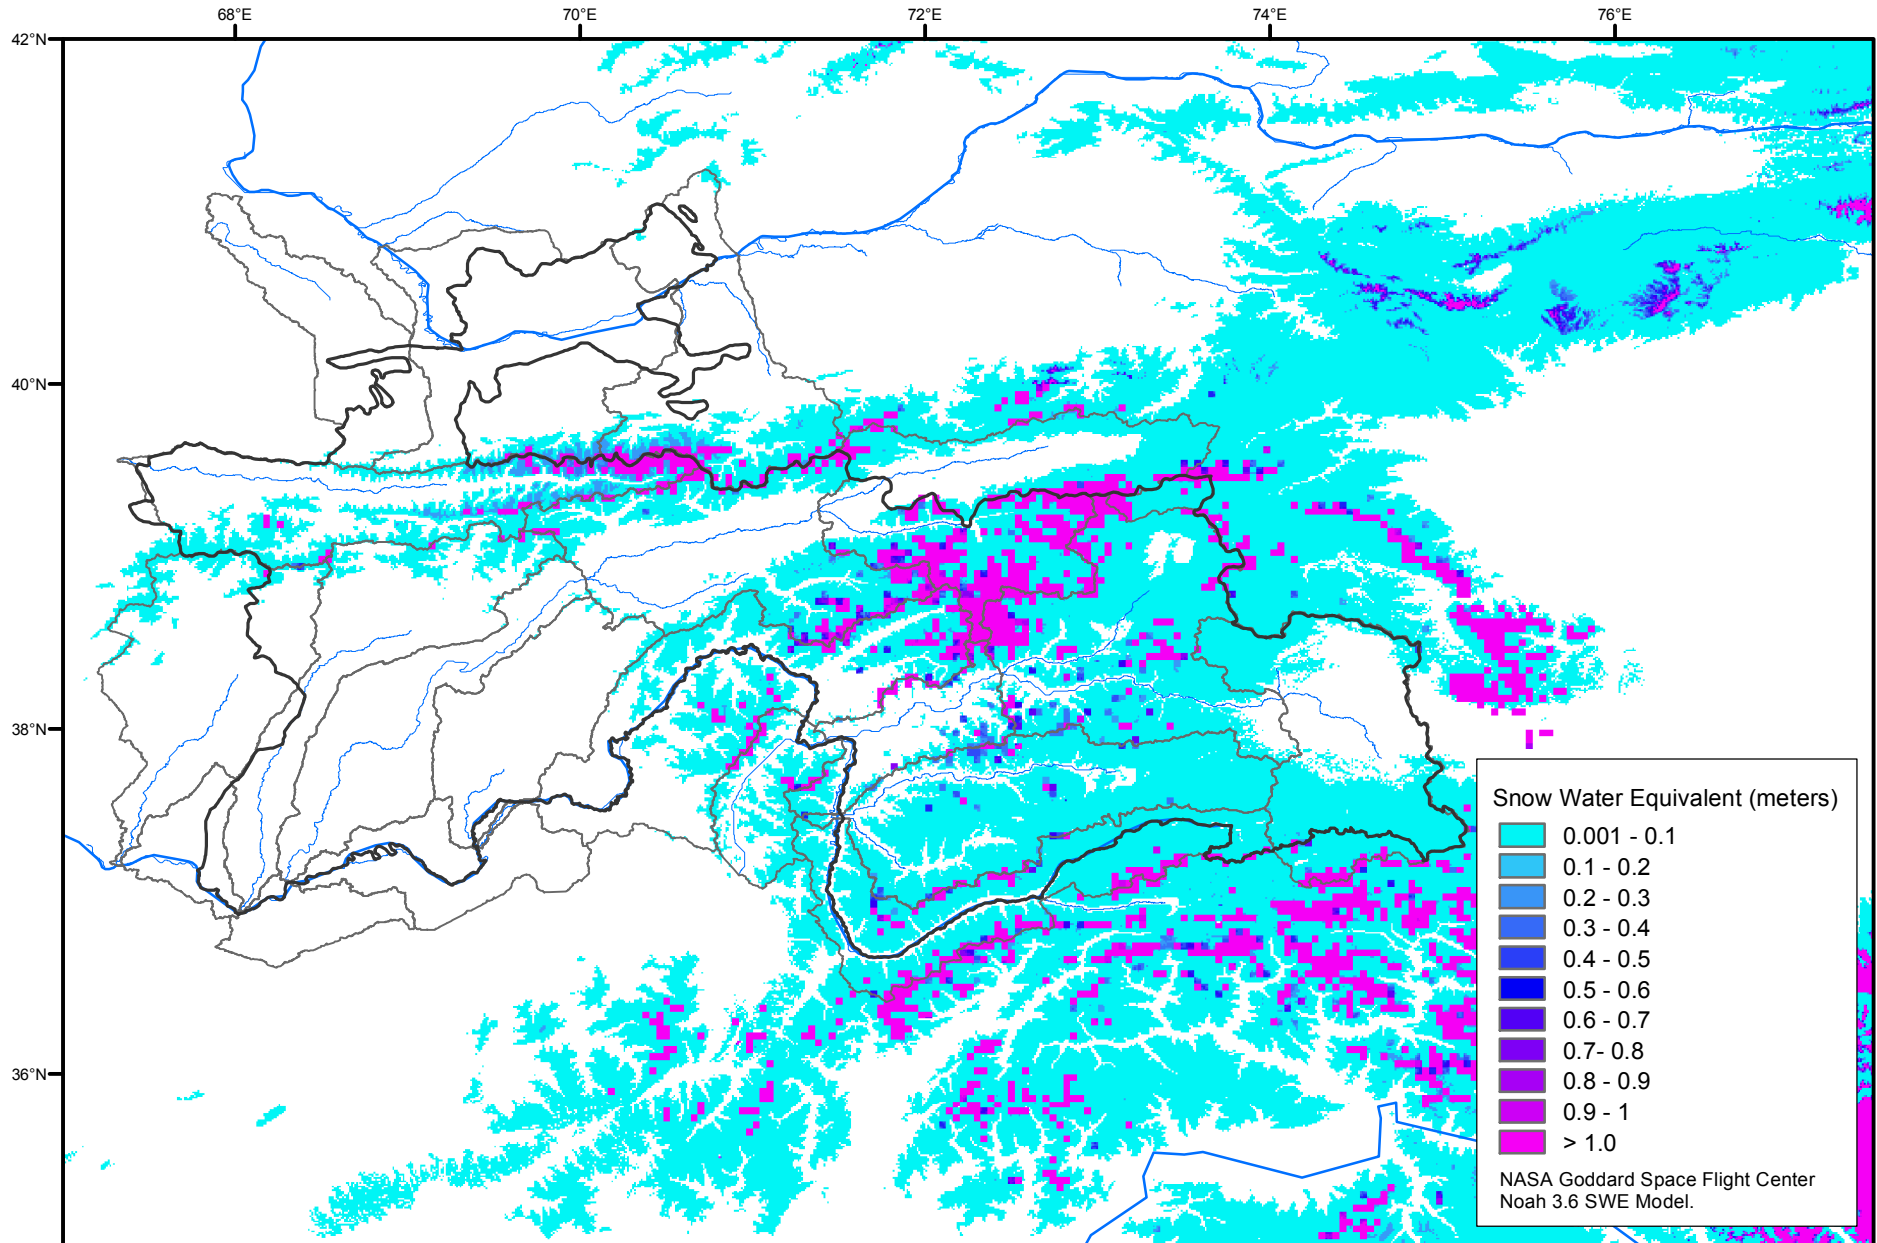 68°E
70°E
72°E
74°E
76°E
42°N
40°N
38°N
36°N
Snow Water Equivalent (meters)
0.001 - 0.1
0.1 - 0.2
0.2 - 0.3
0.3 - 0.4
0.4 - 0.5
0.5 - 0.6
0.6 - 0.7
0.7- 0.8
0.8 - 0.9
0.9 - 1
> 1.0
NASA Goddard Space Flight Center
Noah 3.6 SWE Model.